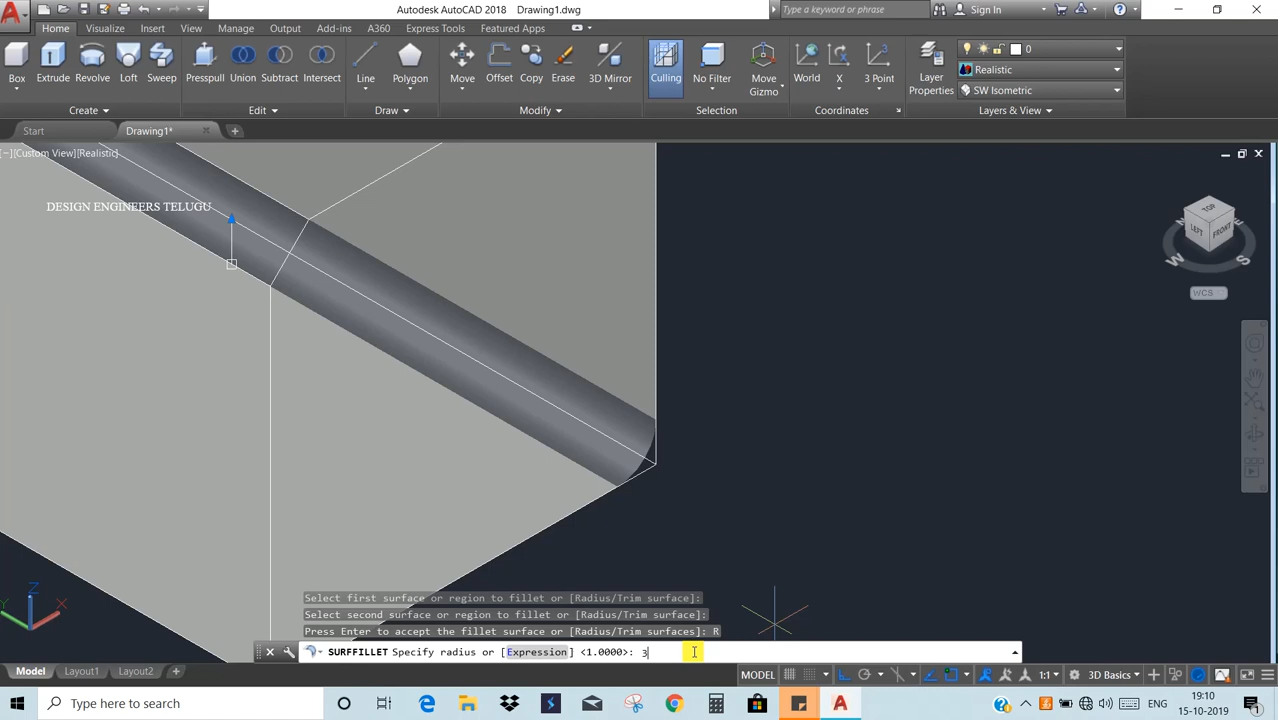 Autodesk AutoCAD 2018 Drawing1.dwg
Type a keyword or phrase
Sign In
Home Visualize Insert View Manage Output Add-ins A360 Express Tools Featured Apps
Box Extrude Revolve Loft Sweep Presspull Union Subtract Intersect Line Polygon Move Offset Copy Erase 3D Mirror Culling No Filter Move Gizmo World X 3 Point Layer Properties
0
Realistic
SW Isometric
Create Edit Draw Modify Selection Coordinates Layers & View
Start Drawing1*
[−][Custom View][Realistic]
DESIGN ENGINEERS TELUGU
TOP
LEFT FRONT
W S
WCS
Z
Y X
Select first surface or region to fillet or [Radius/Trim surface]:
Select second surface or region to fillet or [Radius/Trim surface]:
Press Enter to accept the fillet surface or [Radius/Trim surfaces]: R
SURFFILLET Specify radius or [Expression] <1.0000>: 3
Model Layout1 Layout2
MODEL 1:1 3D Basics
Type here to search
ENG
19:10
15-10-2019